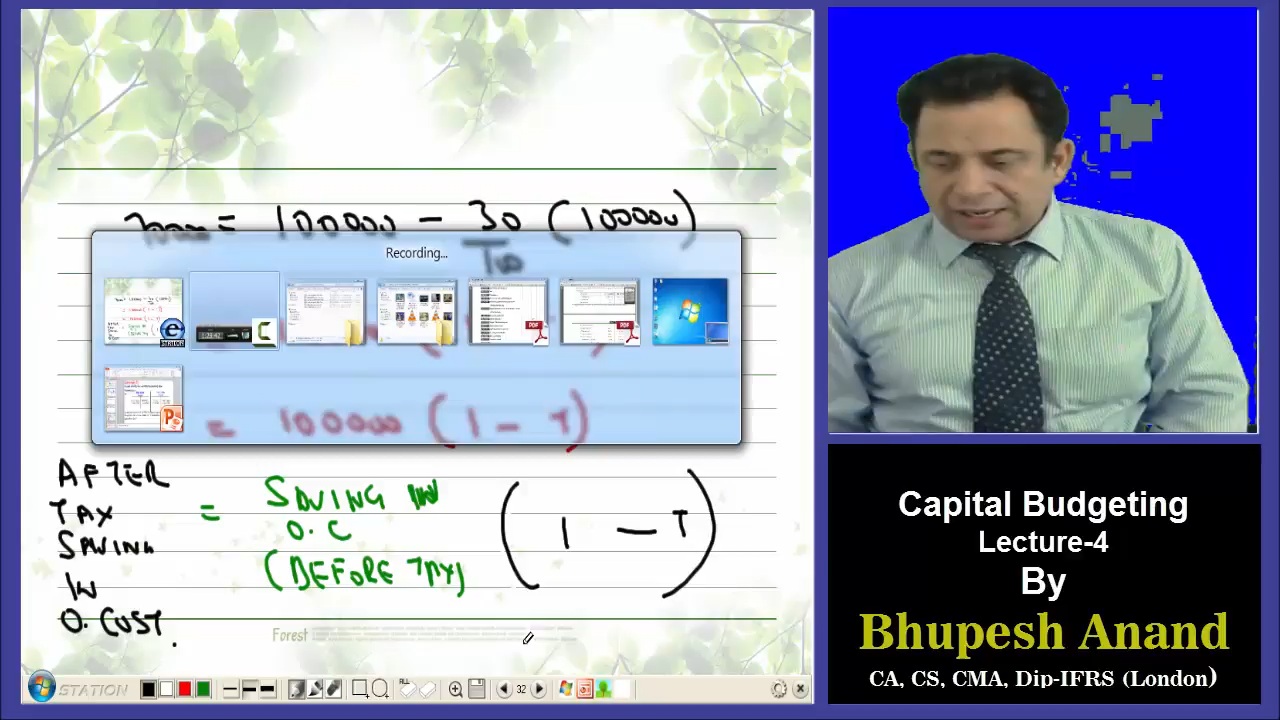 70000 = 100000 - 30 (100000)
100
Recording...
= 100000 (1 - T)
AFTER
TAX
SAVING
IN
O. COST.
=
SAVING IN
O. C
(BEFORE TAX)
(1 - T)
Forest
STATION
32
Capital Budgeting
Lecture-4
By
Bhupesh Anand
CA, CS, CMA, Dip-IFRS (London)